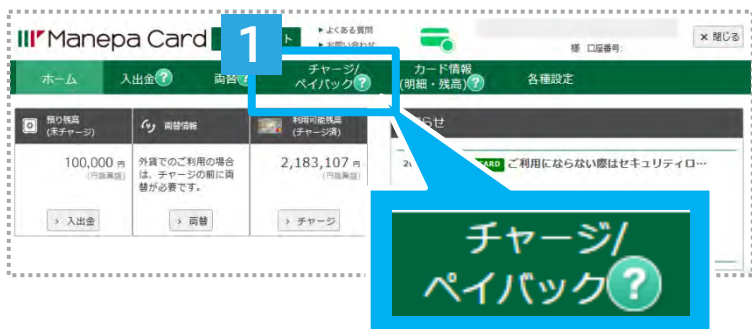 Manepa Card
1
ト
▸よくある質問
▸お問い合わせ
様 口座番号:
× 閉じる
ホーム
入出金?
両替?
チャージ/
ペイバック?
カード情報
(明細・残高)?
各種設定
預り残高
(未チャージ)
両替情報
利用可能残高
(チャージ済)
らせ
100,000 円
(円換算額)
外貨でのご利用の場合
は、チャージの前に両
替が必要です。
2,183,107 円
(円換算額)
CARD ご利用にならない際はセキュリティロ…
› 入出金
› 両替
› チャージ
チャージ/
ペイバック?